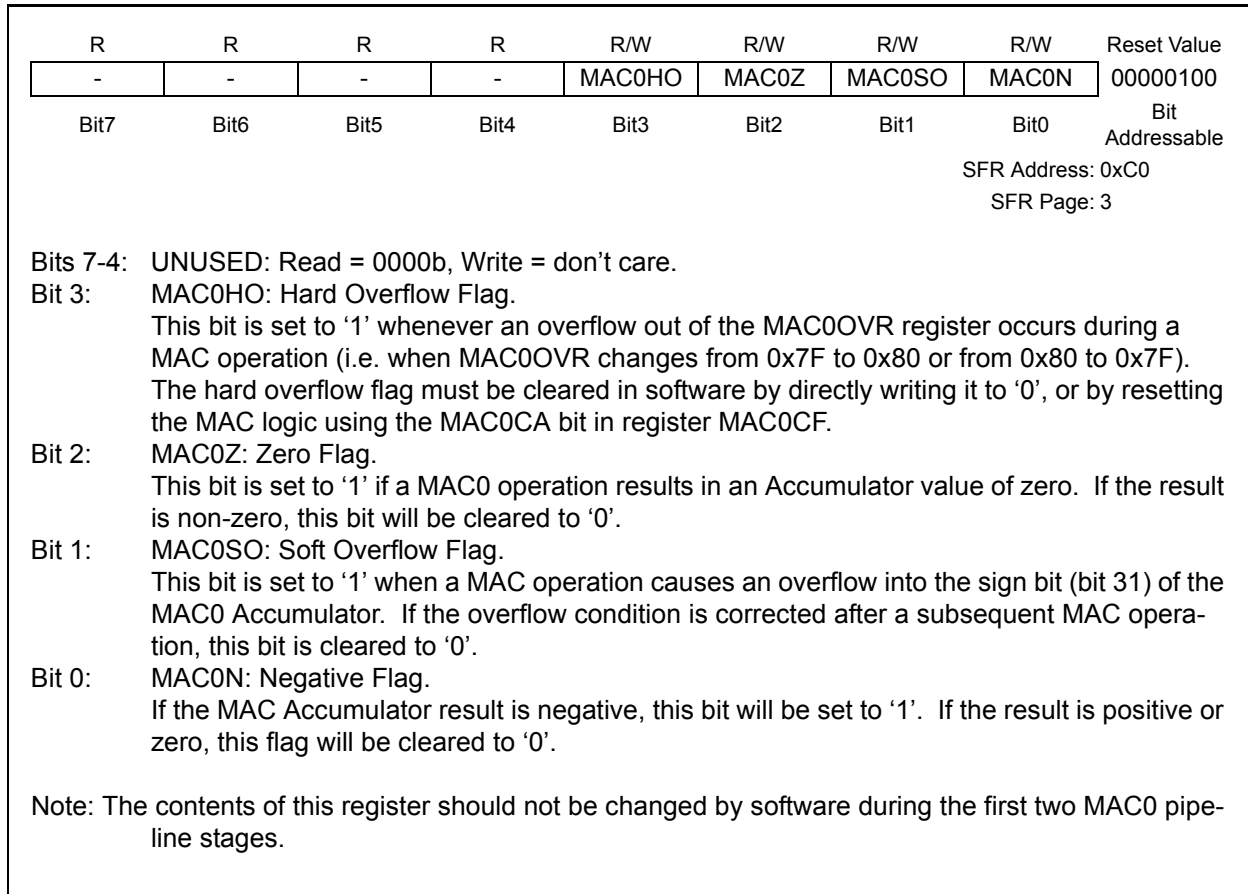 R R R R R/W R/W R/W R/W Reset Value
- - - - MAC0HO MAC0Z MAC0SO MAC0N 00000100
Bit7 Bit6 Bit5 Bit4 Bit3 Bit2 Bit1 Bit0 Bit Addressable
SFR Address: 0xC0
SFR Page: 3
Bits 7-4: UNUSED: Read = 0000b, Write = don’t care.
Bit 3: MAC0HO: Hard Overflow Flag.
This bit is set to ‘1’ whenever an overflow out of the MAC0OVR register occurs during a
MAC operation (i.e. when MAC0OVR changes from 0x7F to 0x80 or from 0x80 to 0x7F).
The hard overflow flag must be cleared in software by directly writing it to ‘0’, or by resetting
the MAC logic using the MAC0CA bit in register MAC0CF.
Bit 2: MAC0Z: Zero Flag.
This bit is set to ‘1’ if a MAC0 operation results in an Accumulator value of zero. If the result
is non-zero, this bit will be cleared to ‘0’.
Bit 1: MAC0SO: Soft Overflow Flag.
This bit is set to ‘1’ when a MAC operation causes an overflow into the sign bit (bit 31) of the
MAC0 Accumulator. If the overflow condition is corrected after a subsequent MAC opera-
tion, this bit is cleared to ‘0’.
Bit 0: MAC0N: Negative Flag.
If the MAC Accumulator result is negative, this bit will be set to ‘1’. If the result is positive or
zero, this flag will be cleared to ‘0’.
Note: The contents of this register should not be changed by software during the first two MAC0 pipe-
line stages.